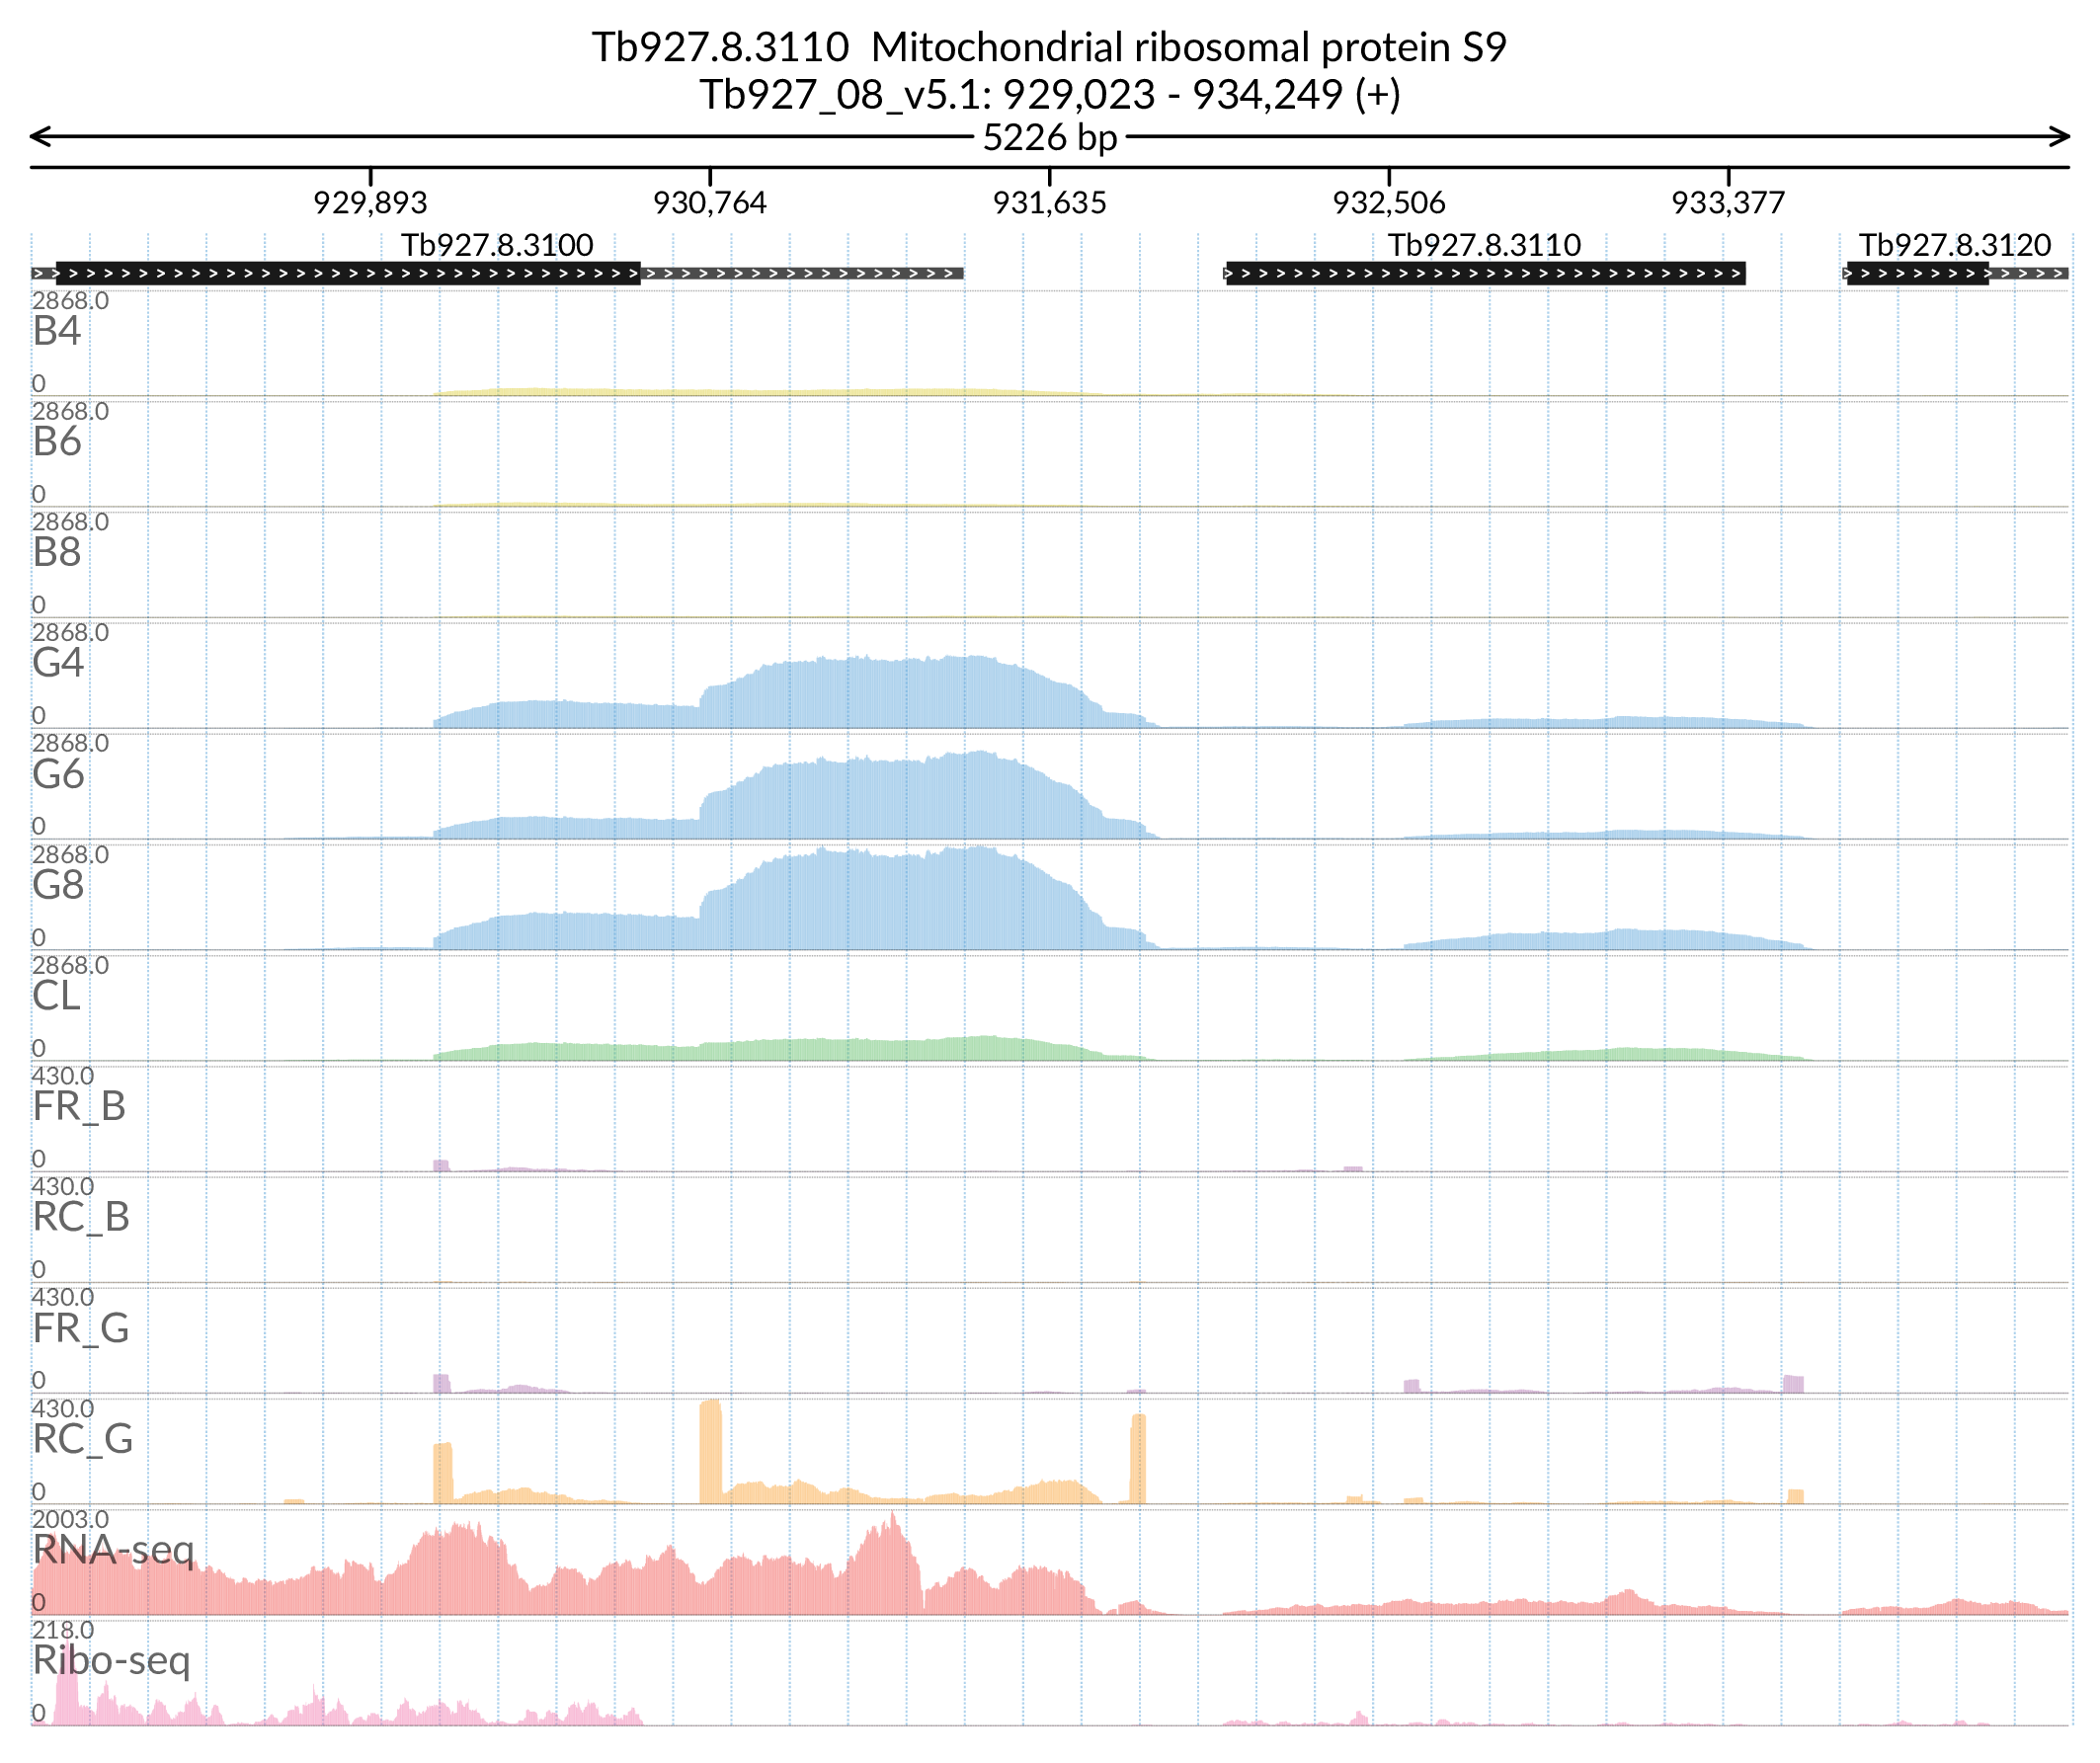 Tb927.8.3110  Mitochondrial ribosomal protein S9
Tb927_08_v5.1: 929,023 - 934,249 (+)
5226 bp
929,893 930,764 931,635 932,506 933,377
Tb927.8.3100 Tb927.8.3110 Tb927.8.3120
2868.0
B4
0
2868.0
B6
0
2868.0
B8
0
2868.0
G4
0
2868.0
G6
0
2868.0
G8
0
2868.0
CL
0
430.0
FR_B
0
430.0
RC_B
0
430.0
FR_G
0
430.0
RC_G
0
2003.0
RNA-seq
0
218.0
Ribo-seq
0